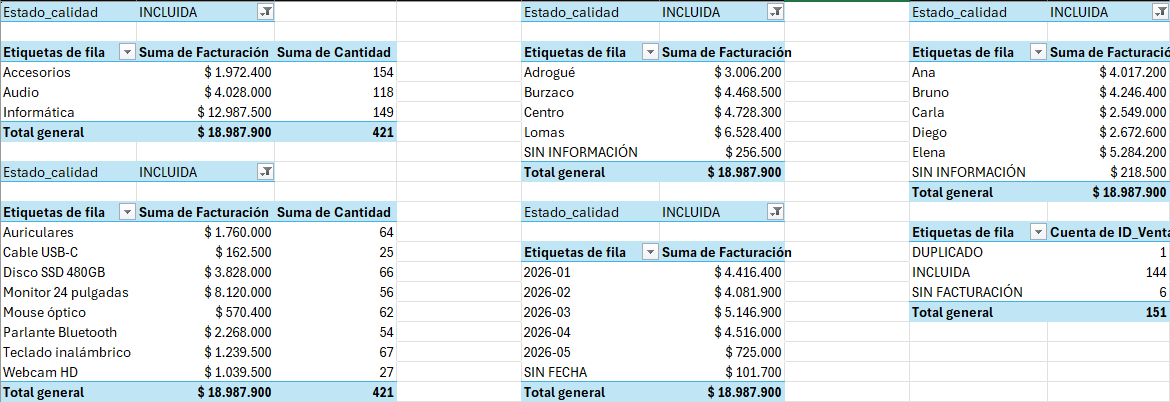 Estado_calidad INCLUIDA
Etiquetas de fila Suma de Facturación Suma de Cantidad
Accesorios $ 1.972.400 154
Audio $ 4.028.000 118
Informática $ 12.987.500 149
Total general $ 18.987.900 421
Estado_calidad INCLUIDA
Etiquetas de fila Suma de Facturación Suma de Cantidad
Auriculares $ 1.760.000 64
Cable USB-C $ 162.500 25
Disco SSD 480GB $ 3.828.000 66
Monitor 24 pulgadas $ 8.120.000 56
Mouse óptico $ 570.400 62
Parlante Bluetooth $ 2.268.000 54
Teclado inalámbrico $ 1.239.500 67
Webcam HD $ 1.039.500 27
Total general $ 18.987.900 421
Estado_calidad INCLUIDA
Etiquetas de fila Suma de Facturación
Adrogué $ 3.006.200
Burzaco $ 4.468.500
Centro $ 4.728.300
Lomas $ 6.528.400
SIN INFORMACIÓN $ 256.500
Total general $ 18.987.900
Estado_calidad INCLUIDA
Etiquetas de fila Suma de Facturación
2026-01 $ 4.416.400
2026-02 $ 4.081.900
2026-03 $ 5.146.900
2026-04 $ 4.516.000
2026-05 $ 725.000
SIN FECHA $ 101.700
Total general $ 18.987.900
Estado_calidad INCLUIDA
Etiquetas de fila Suma de Facturació
Ana $ 4.017.200
Bruno $ 4.246.400
Carla $ 2.549.000
Diego $ 2.672.600
Elena $ 5.284.200
SIN INFORMACIÓN $ 218.500
Total general $ 18.987.900
Etiquetas de fila Cuenta de ID_Venta
DUPLICADO 1
INCLUIDA 144
SIN FACTURACIÓN 6
Total general 151